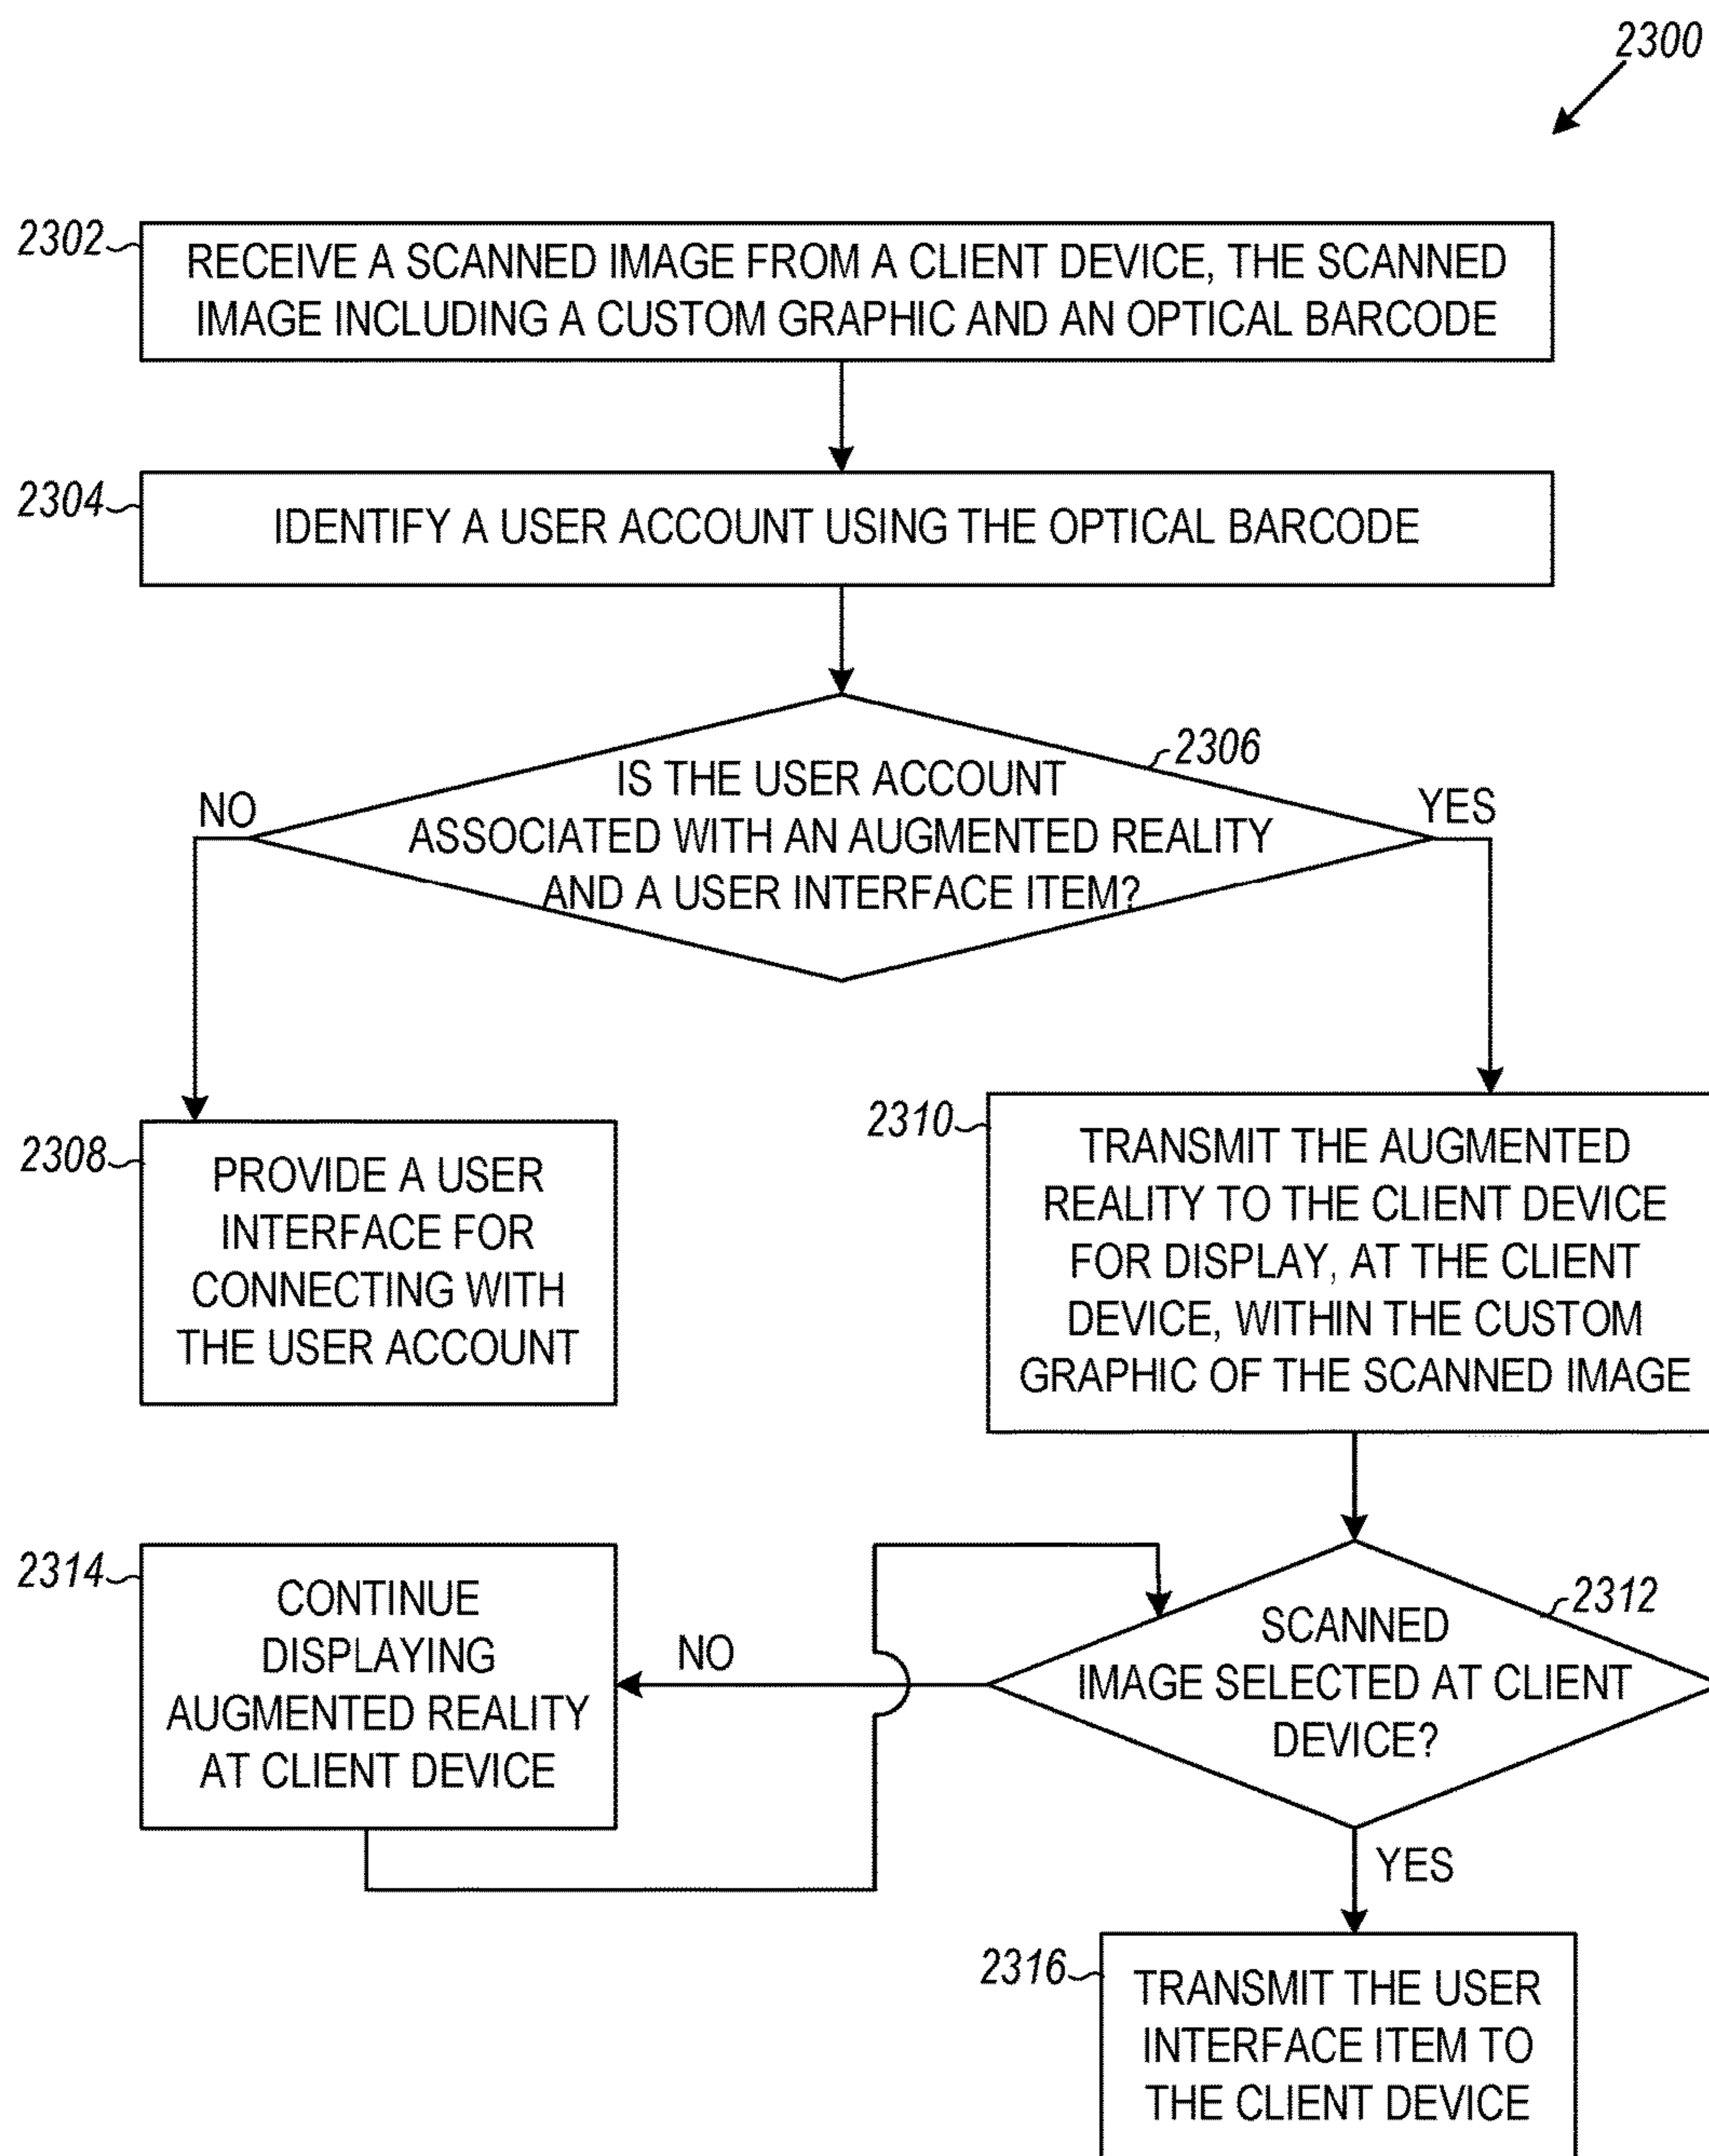 2300
2302
RECEIVE A SCANNED IMAGE FROM A CLIENT DEVICE, THE SCANNED
IMAGE INCLUDING A CUSTOM GRAPHIC AND AN OPTICAL BARCODE
2304
IDENTIFY A USER ACCOUNT USING THE OPTICAL BARCODE
2306
IS THE USER ACCOUNT
ASSOCIATED WITH AN AUGMENTED REALITY
AND A USER INTERFACE ITEM?
NO
YES
2308
PROVIDE A USER
INTERFACE FOR
CONNECTING WITH
THE USER ACCOUNT
2310
TRANSMIT THE AUGMENTED
REALITY TO THE CLIENT DEVICE
FOR DISPLAY, AT THE CLIENT
DEVICE, WITHIN THE CUSTOM
GRAPHIC OF THE SCANNED IMAGE
2312
SCANNED
IMAGE SELECTED AT CLIENT
DEVICE?
NO
2314
CONTINUE
DISPLAYING
AUGMENTED REALITY
AT CLIENT DEVICE
YES
2316
TRANSMIT THE USER
INTERFACE ITEM TO
THE CLIENT DEVICE